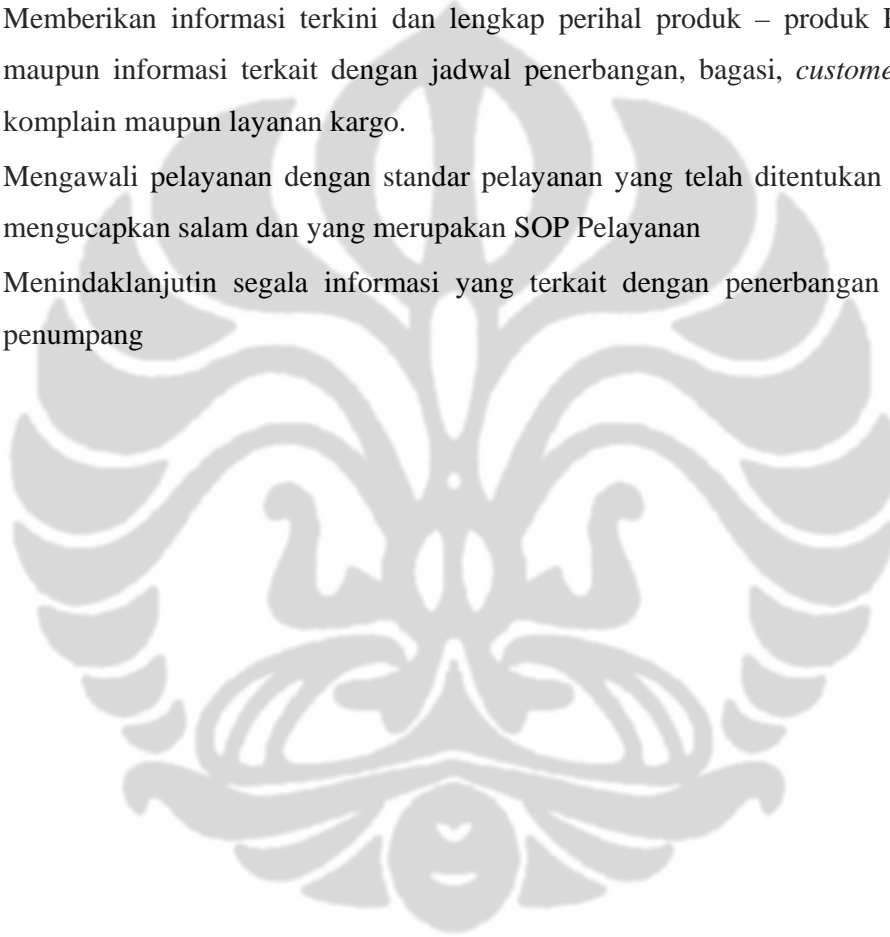 Memberikan informasi terkini dan lengkap perihal produk – produk
maupun informasi terkait dengan jadwal penerbangan, bagasi,
komplain maupun layanan kargo.
Mengawali pelayanan dengan standar pelayanan yang telah ditentukan
mengucapkan salam dan yang merupakan SOP Pelayanan
Menindaklanjutin segala informasi yang terkait dengan penerbangan
penumpang